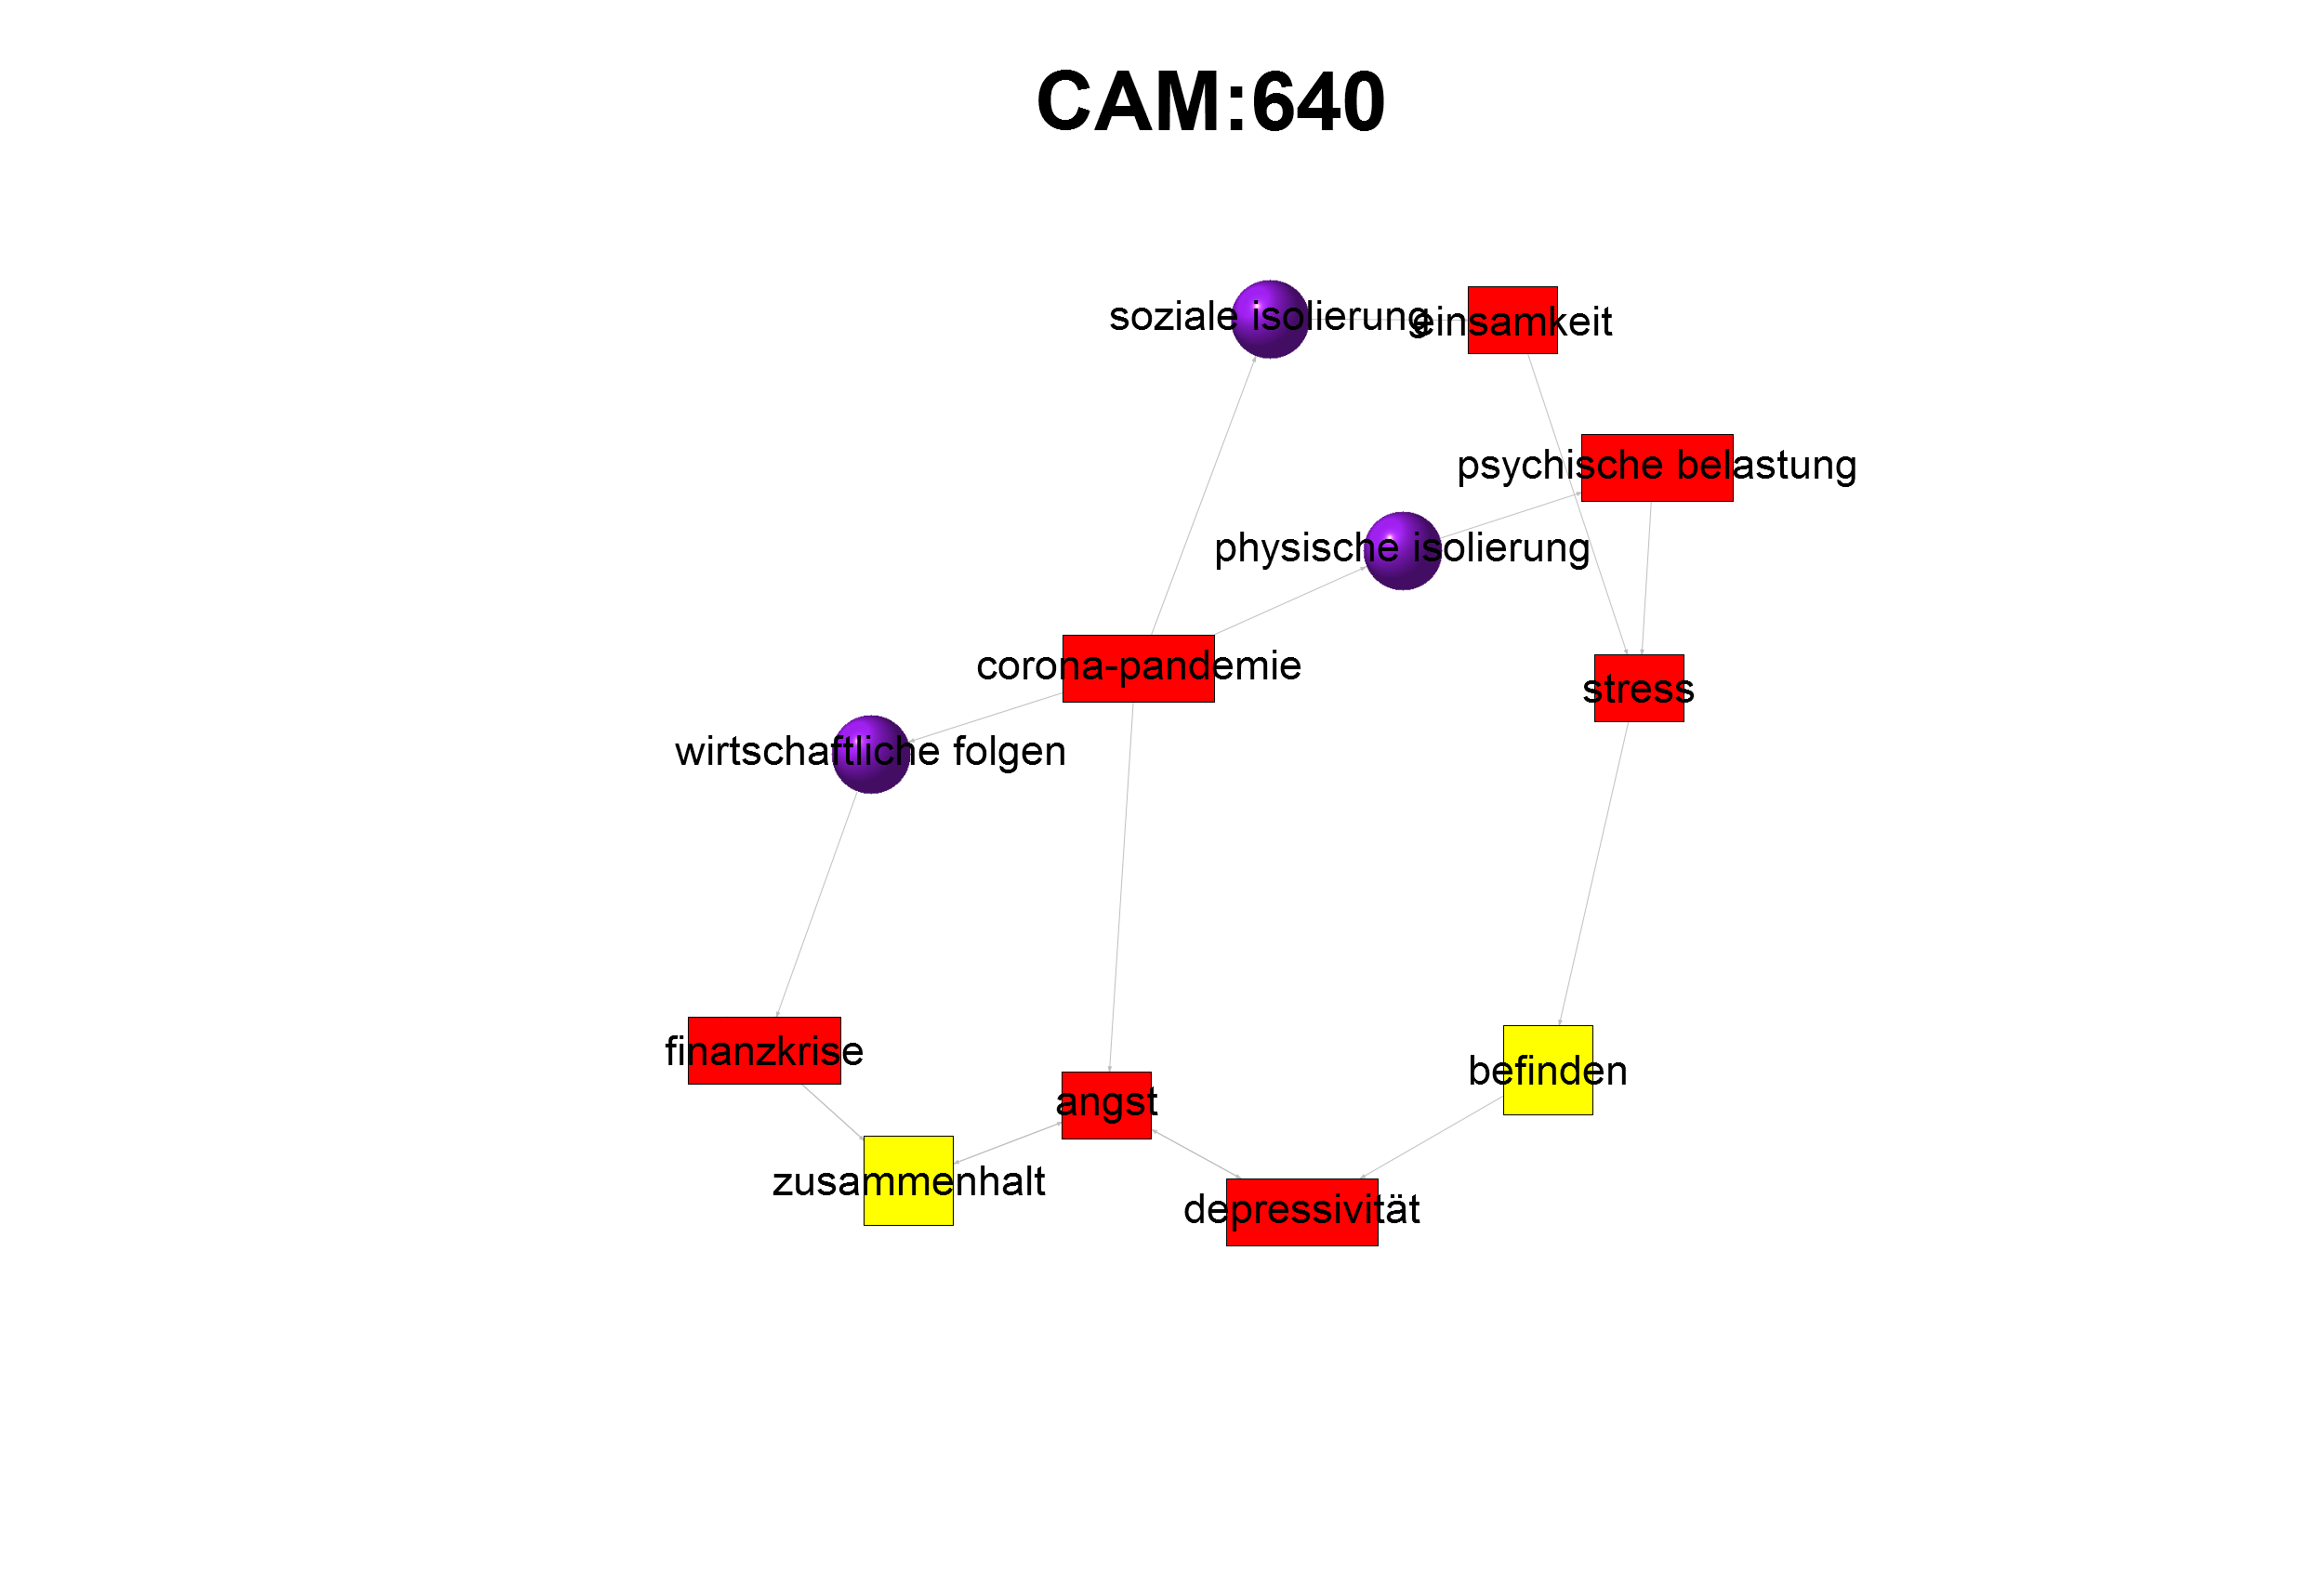 CAM:640
soziale isolierung
einsamkeit
psychische belastung
physische isolierung
corona-pandemie
stress
wirtschaftliche folgen
finanzkrise
befinden
angst
zusammenhalt
depressivität